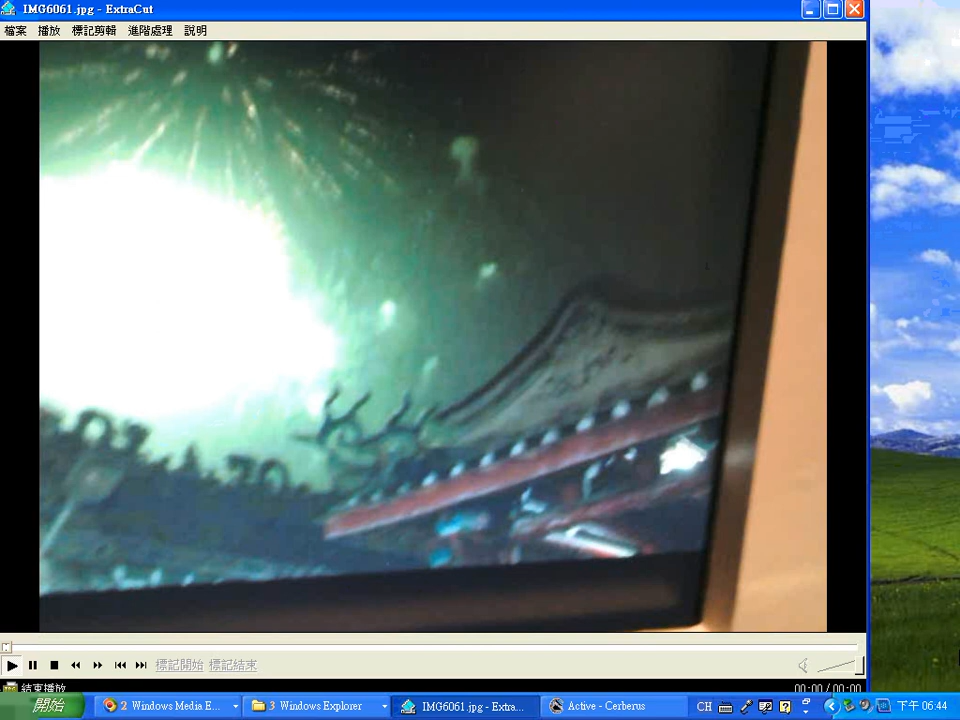 IMG6061.jpg - ExtraCut
檔案 播放 標記剪輯 進階處理 說明
標記開始 標記結束
結束播放 00:00 / 00:00
開始 2 Windows Media E... 3 Windows Explorer IMG6061.jpg - Extra... Active - Cerberus CH 下午 06:44